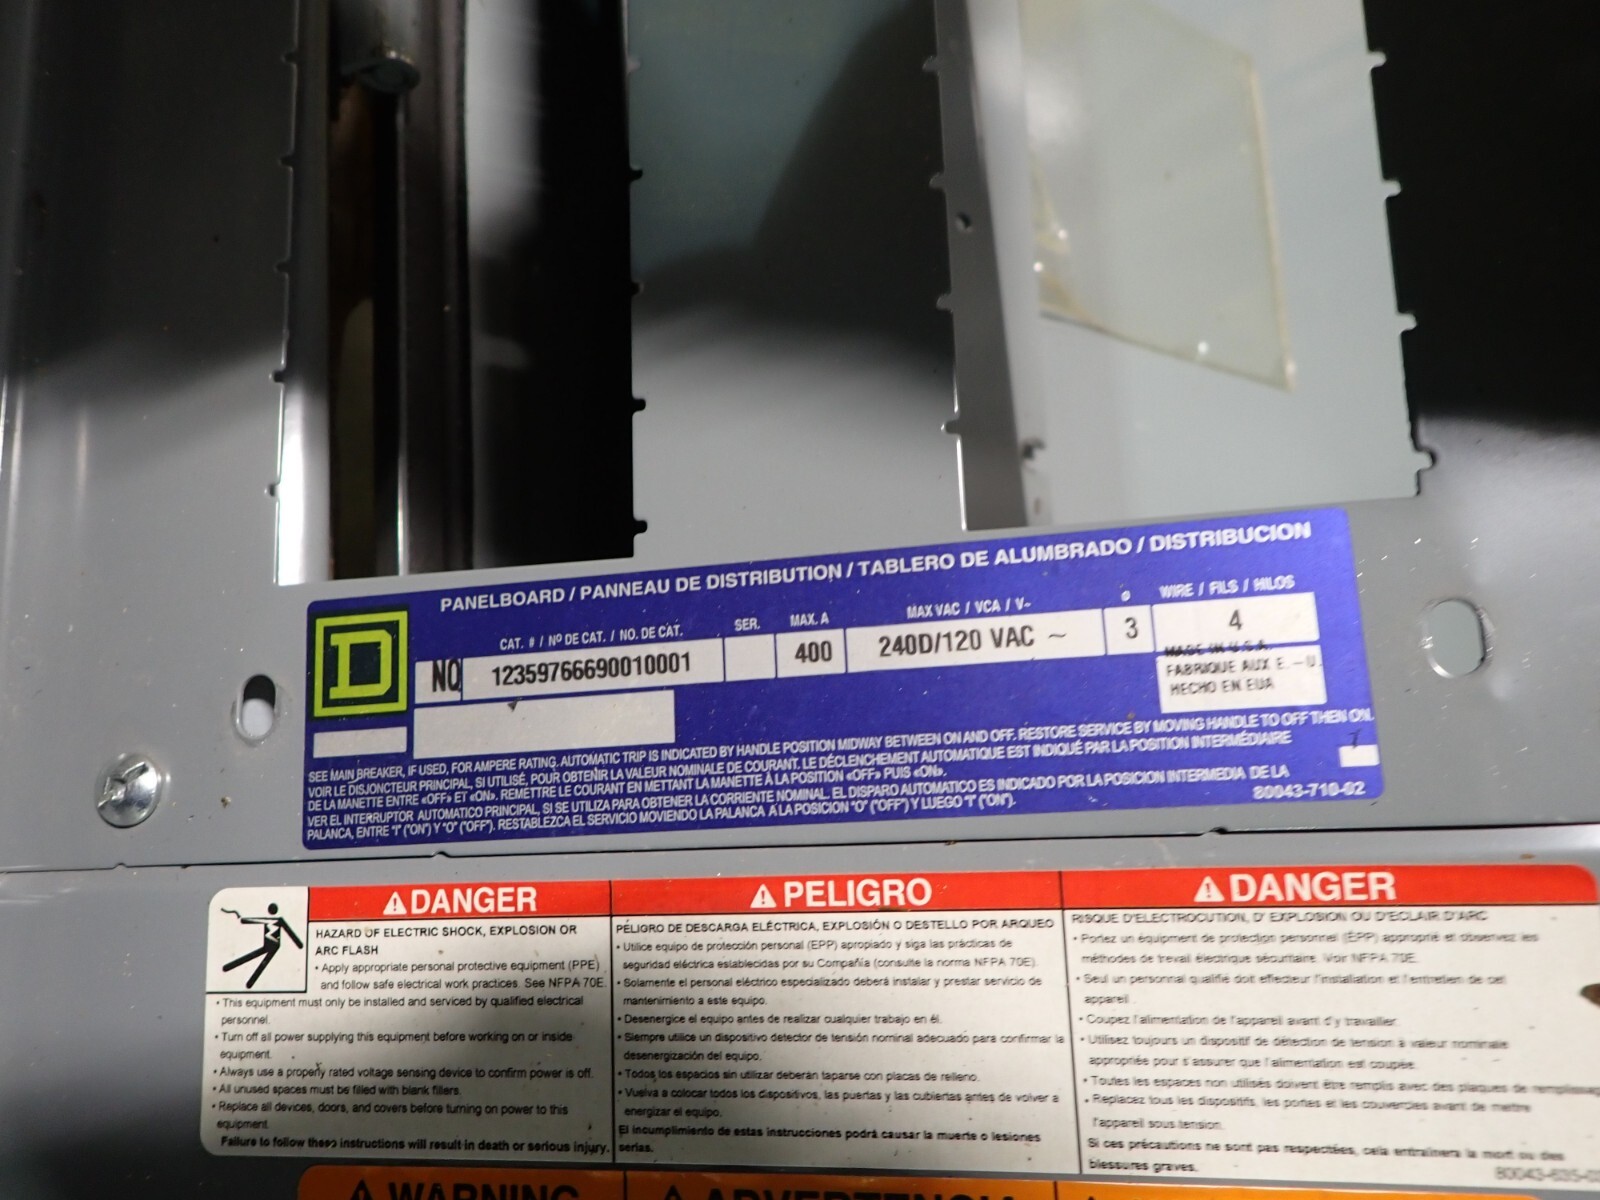 PANELBOARD / PANNEAU DE DISTRIBUTION / TABLERO DE ALUMBRADO / DISTRIBUCION
CAT. # / Nº DE CAT. / NO. DE CAT. SER. MAX. A MAX VAC / VCA / V~ ø WIRE / FILS / HILOS
D NQ 12359766690010001 400 240D/120 VAC ~ 3 4
MADE IN U.S.A.
FABRIQUE AUX E.-U.
HECHO EN EUA
SEE MAIN BREAKER, IF USED, FOR AMPERE RATING. AUTOMATIC TRIP IS INDICATED BY HANDLE POSITION MIDWAY BETWEEN ON AND OFF. RESTORE SERVICE BY MOVING HANDLE TO OFF THEN ON.
VOIR LE DISJONCTEUR PRINCIPAL, SI UTILISÉ, POUR OBTENIR LA VALEUR NOMINALE DE COURANT. LE DÉCLENCHEMENT AUTOMATIQUE EST INDIQUÉ PAR LA POSITION INTERMÉDIAIRE
DE LA MANETTE ENTRE «OFF» ET «ON». REMETTRE LE COURANT EN METTANT LA MANETTE À LA POSITION «OFF» PUIS «ON».
VER EL INTERRUPTOR AUTOMATICO PRINCIPAL, SI SE UTILIZA PARA OBTENER LA CORRIENTE NOMINAL. EL DISPARO AUTOMATICO ES INDICADO POR LA POSICION INTERMEDIA DE LA
PALANCA, ENTRE "I" ("ON") Y "O" ("OFF"). RESTABLEZCA EL SERVICIO MOVIENDO LA PALANCA A LA POSICION "O" ("OFF") Y LUEGO "I" ("ON").
80043-710-02
⚠DANGER
HAZARD OF ELECTRIC SHOCK, EXPLOSION OR
ARC FLASH
• Apply appropriate personal protective equipment (PPE)
and follow safe electrical work practices. See NFPA 70E.
• This equipment must only be installed and serviced by qualified electrical
personnel.
• Turn off all power supplying this equipment before working on or inside
equipment.
• Always use a properly rated voltage sensing device to confirm power is off.
• All unused spaces must be filled with blank fillers.
• Replace all devices, doors, and covers before turning on power to this
equipment.
Failure to follow these instructions will result in death or serious injury.
⚠PELIGRO
PELIGRO DE DESCARGA ELÉCTRICA, EXPLOSIÓN O DESTELLO POR ARQUEO
• Utilice equipo de protección personal (EPP) apropiado y siga las prácticas de
seguridad eléctrica establecidas por su Compañía (consulte la norma NFPA 70E).
• Solamente el personal eléctrico especializado deberá instalar y prestar servicio de
mantenimiento a este equipo.
• Desenergice el equipo antes de realizar cualquier trabajo en él.
• Siempre utilice un dispositivo detector de tensión nominal adecuado para confirmar la
desenergización del equipo.
• Todos los espacios sin utilizar deberán taparse con placas de relleno.
• Vuelva a colocar todos los dispositivos, las puertas y las cubiertas antes de volver a
energizar el equipo.
El incumplimiento de estas instrucciones podrá causar la muerte o lesiones
serias.
⚠DANGER
RISQUE D'ÉLECTROCUTION, D' EXPLOSION OU D'ÉCLAIR D'ARC
• Portez un équipement de protection personnel (ÉPP) approprié et observez les
méthodes de travail électrique sécuritaire. Voir NFPA 70E.
• Seul un personnel qualifié doit effectuer l'installation et l'entretien de cet
appareil.
• Coupez l'alimentation de l'appareil avant d'y travailler.
• Utilisez toujours un dispositif de détection de tension à valeur nominale
appropriée pour s'assurer que l'alimentation est coupée.
• Toutes les espaces non utilisés doivent être remplis avec des plaques de remplissage
• Replacez tous les dispositifs, les portes et les couvercles avant de mettre
l'appareil sous tension.
Si ces précautions ne sont pas respectées, cela entraînera la mort ou des
blessures graves.
⚠ WARNING
⚠ ADVERTENCIA